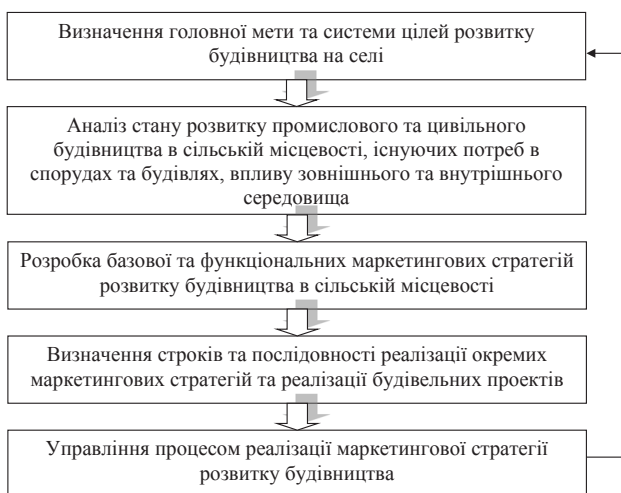 Визначення головної мети та системи цілей розвитку
будівництва на селі
Аналіз стану розвитку промислового та цивільного
будівництва в сільській місцевості, існуючих потреб в
спорудах та будівлях, впливу зовнішнього та внутрішнього
середовища
Розробка базової та функціональних маркетингових стратегій
розвитку будівництва в сільській місцевості
Визначення строків та послідовності реалізації окремих
маркетингових стратегій та реалізації будівельних проектів
Управління процесом реалізації маркетингової стратегії
розвитку будівництва